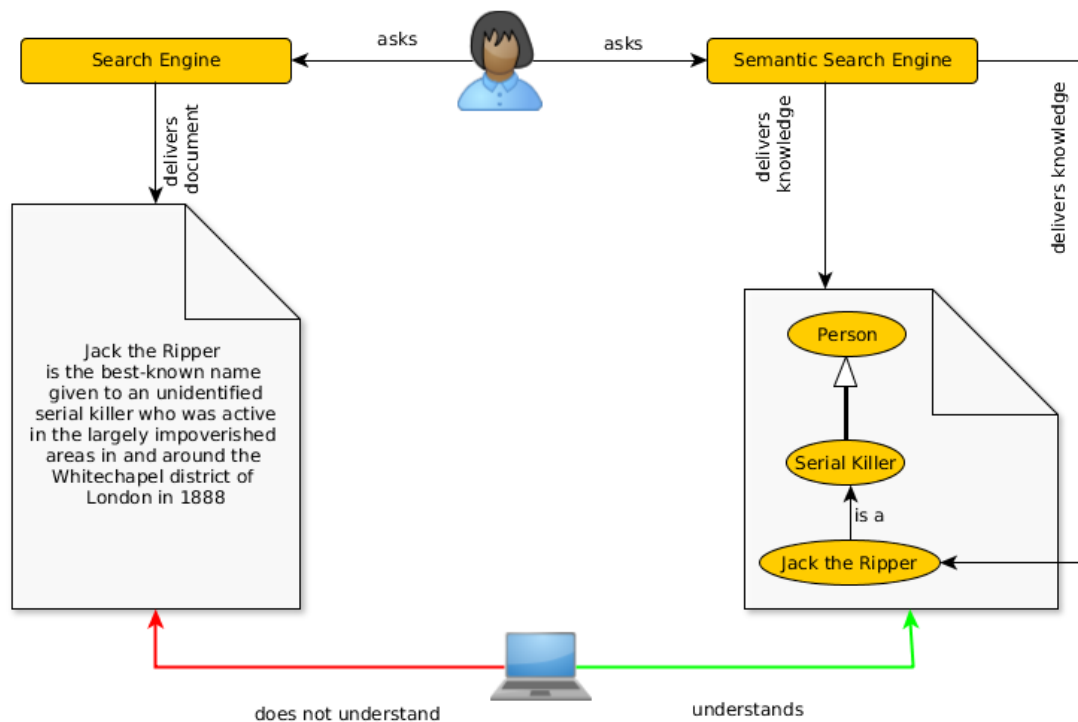 asks
asks
Search Engine
Semantic Search Engine
delivers
document
delivers
knowledge
delivers knowledge
Jack the Ripper
is the best-known name
given to an unidentified
serial killer who was active
in the largely impoverished
areas in and around the
Whitechapel district of
London in 1888
Person
Serial Killer
is a
Jack the Ripper
does not understand
understands